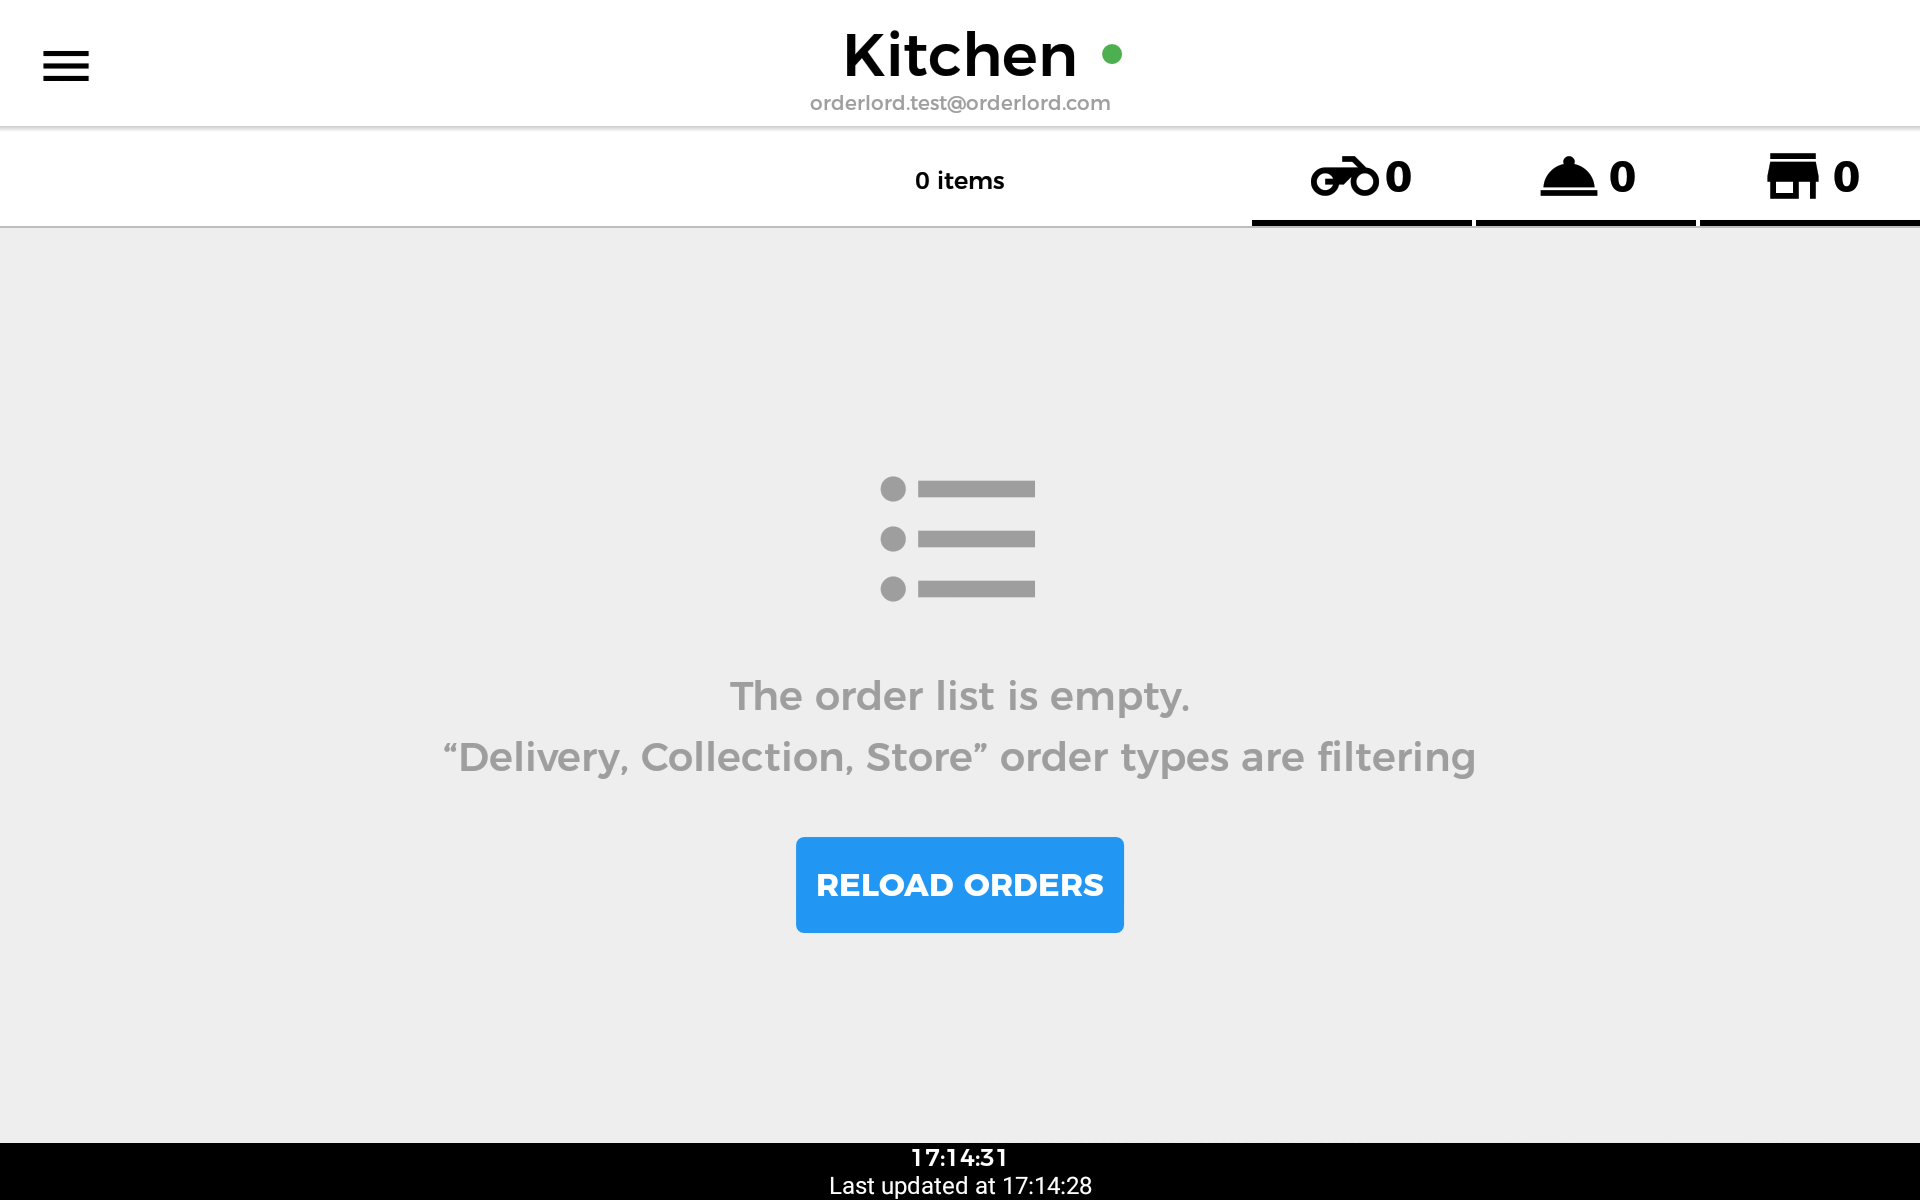 Kitchen
orderlord.test@orderlord.com
0 items
0
0
0
The order list is empty.
“Delivery, Collection, Store” order types are filtering
RELOAD ORDERS
17:14:31
Last updated at 17:14:28